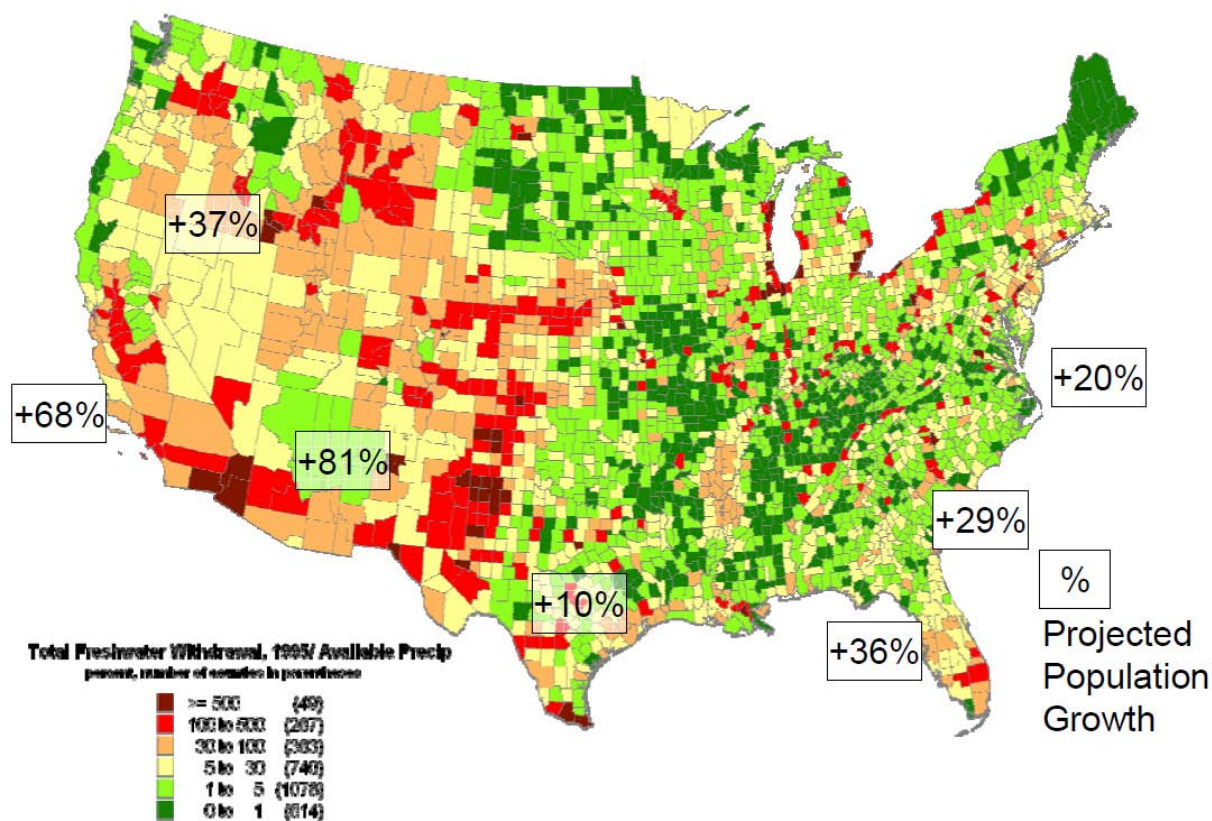 +37%
+68%
+81%
+20%
+29%
+10%
+36%
%
Projected
Population
Growth
Total Freshwater Withdrawal, 1995/ Available Precip
percent, number of counties in parentheses
>= 500 (49)
100 to 500 (267)
30 to 100 (363)
5 to 30 (740)
1 to 5 (1078)
0 to 1 (614)